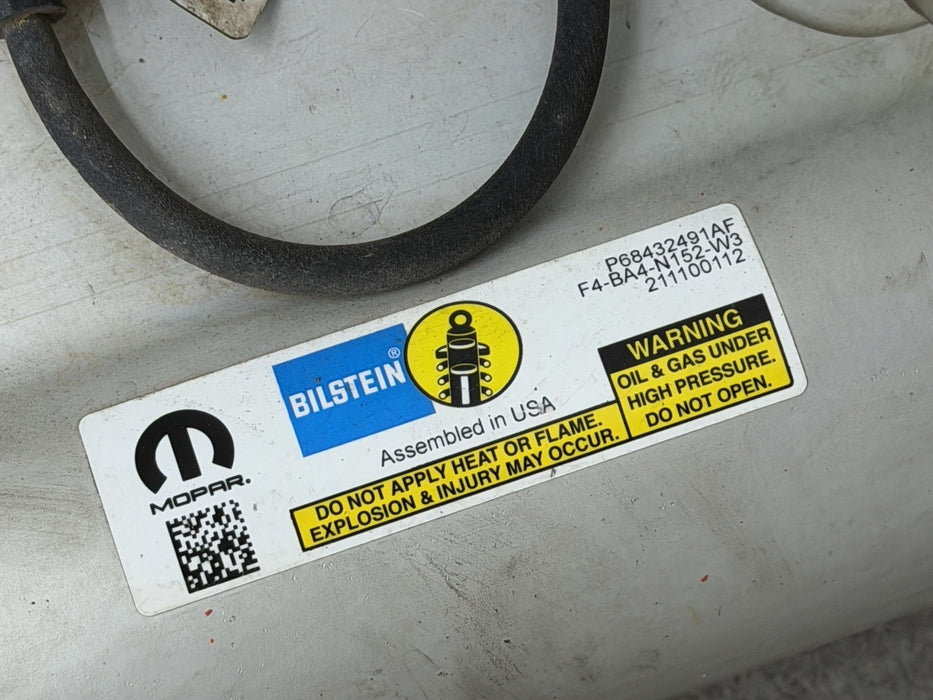 P68432491AF
F4-BA4-N152-W3
211100112
BILSTEIN®
Assembled in USA
WARNING
OIL & GAS UNDER
HIGH PRESSURE.
DO NOT OPEN.
DO NOT APPLY HEAT OR FLAME.
EXPLOSION & INJURY MAY OCCUR.
MOPAR.